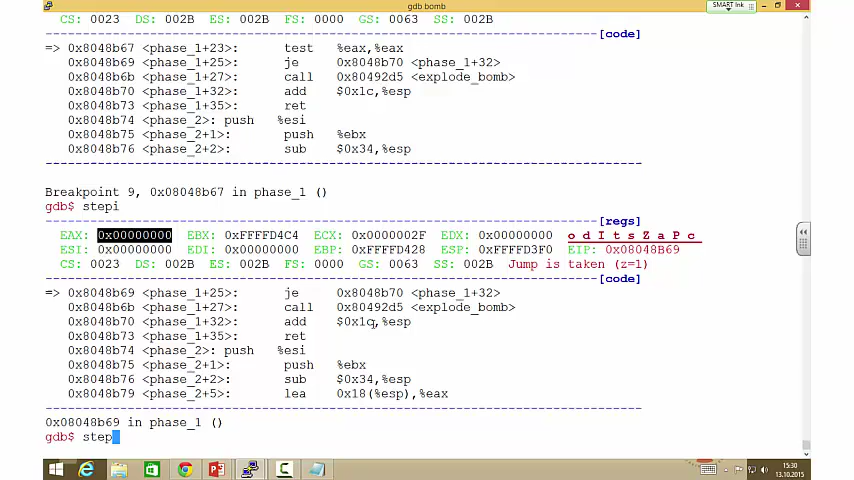 gdb bomb
SMART Ink
CS: 0023 DS: 002B ES: 002B FS: 0000 GS: 0063 SS: 002B
[code]
=> 0x8048b67 <phase_1+23>: test %eax,%eax
0x8048b69 <phase_1+25>: je 0x8048b70 <phase_1+32>
0x8048b6b <phase_1+27>: call 0x80492d5 <explode_bomb>
0x8048b70 <phase_1+32>: add $0x1c,%esp
0x8048b73 <phase_1+35>: ret
0x8048b74 <phase_2>: push %esi
0x8048b75 <phase_2+1>: push %ebx
0x8048b76 <phase_2+2>: sub $0x34,%esp
Breakpoint 9, 0x08048b67 in phase_1 ()
gdb$ stepi
[regs]
EAX: 0x00000000 EBX: 0xFFFFD4C4 ECX: 0x0000002F EDX: 0x00000000 o d I t s Z a P c
ESI: 0x00000000 EDI: 0x00000000 EBP: 0xFFFFD428 ESP: 0xFFFFD3F0 EIP: 0x08048B69
CS: 0023 DS: 002B ES: 002B FS: 0000 GS: 0063 SS: 002B Jump is taken (z=1)
[code]
=> 0x8048b69 <phase_1+25>: je 0x8048b70 <phase_1+32>
0x8048b6b <phase_1+27>: call 0x80492d5 <explode_bomb>
0x8048b70 <phase_1+32>: add $0x1c,%esp
0x8048b73 <phase_1+35>: ret
0x8048b74 <phase_2>: push %esi
0x8048b75 <phase_2+1>: push %ebx
0x8048b76 <phase_2+2>: sub $0x34,%esp
0x8048b79 <phase_2+5>: lea 0x18(%esp),%eax
0x08048b69 in phase_1 ()
gdb$ step
15:30
13.10.2015